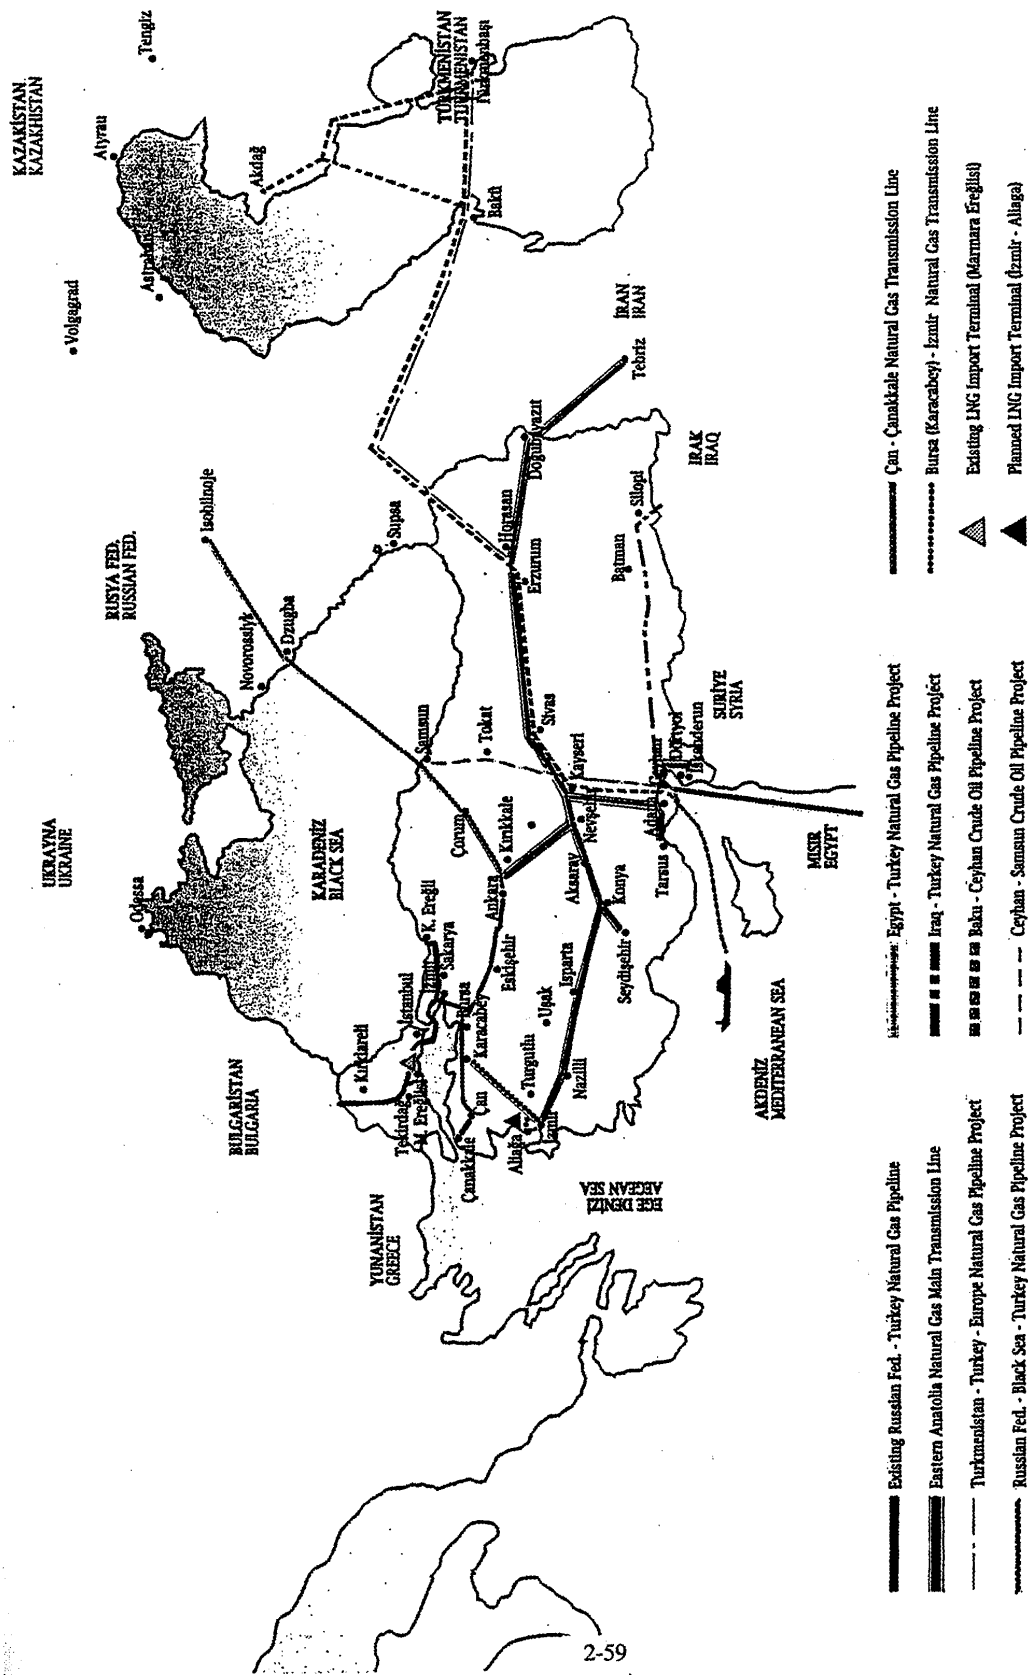 KAZAKİSTAN
KAZAKHISTAN
Tengiz
Atyrau
Akdağ
TÜRKMENİSTAN
TURKMENISTAN
Türkmenbaşı
Astrahan
Volgagrad
Bakü
RUSYA FED.
RUSSIAN FED.
Isobilnoje
Novorossiyk
Dzugba
Supsa
İRAN
IRAN
Tebriz
Doğubayazıt
Horasan
Erzurum
IRAK
IRAQ
Silopi
Batman
UKRAYNA
UKRAINE
Odessa
KARADENİZ
BLACK SEA
Samsun
Tokat
Sivas
Kayseri
Çorum
Kırıkkale
Nevşehir
Ankara
Aksaray
Konya
Adana
Ceyhan
Dörtyol
İskenderun
Tarsus
SURİYE
SYRIA
MISIR
EGYPT
K. Ereğli
Sakarya
İzmit
İstanbul
Bursa
Karacabey
Eskişehir
Isparta
Seydişehir
Uşak
Turgutlu
Nazilli
BULGARİSTAN
BULGARIA
Kırklareli
Tekirdağ
M. Ereğlisi
Çan
Çanakkale
Aliağa
İzmir
YUNANİSTAN
GREECE
EGE DENİZİ
AEGEAN SEA
AKDENİZ
MEDITERRANEAN SEA
Existing Russian Fed. - Turkey Natural Gas Pipeline
Eastern Anatolia Natural Gas Main Transmission Line
Turkmenistan - Turkey - Europe Natural Gas Pipeline Project
Russian Fed. - Black Sea - Turkey Natural Gas Pipeline Project
Egypt - Turkey Natural Gas Pipeline Project
Iraq - Turkey Natural Gas Pipeline Project
Baku - Ceyhan Crude Oil Pipeline Project
Ceyhan - Samsun Crude Oil Pipeline Project
Çan - Çanakkale Natural Gas Transmission Line
Bursa (Karacabey) - İzmir Natural Gas Transmission Line
Existing LNG Import Terminal (Marmara Ereğlisi)
Planned LNG Import Terminal (İzmir - Aliaga)
2-59